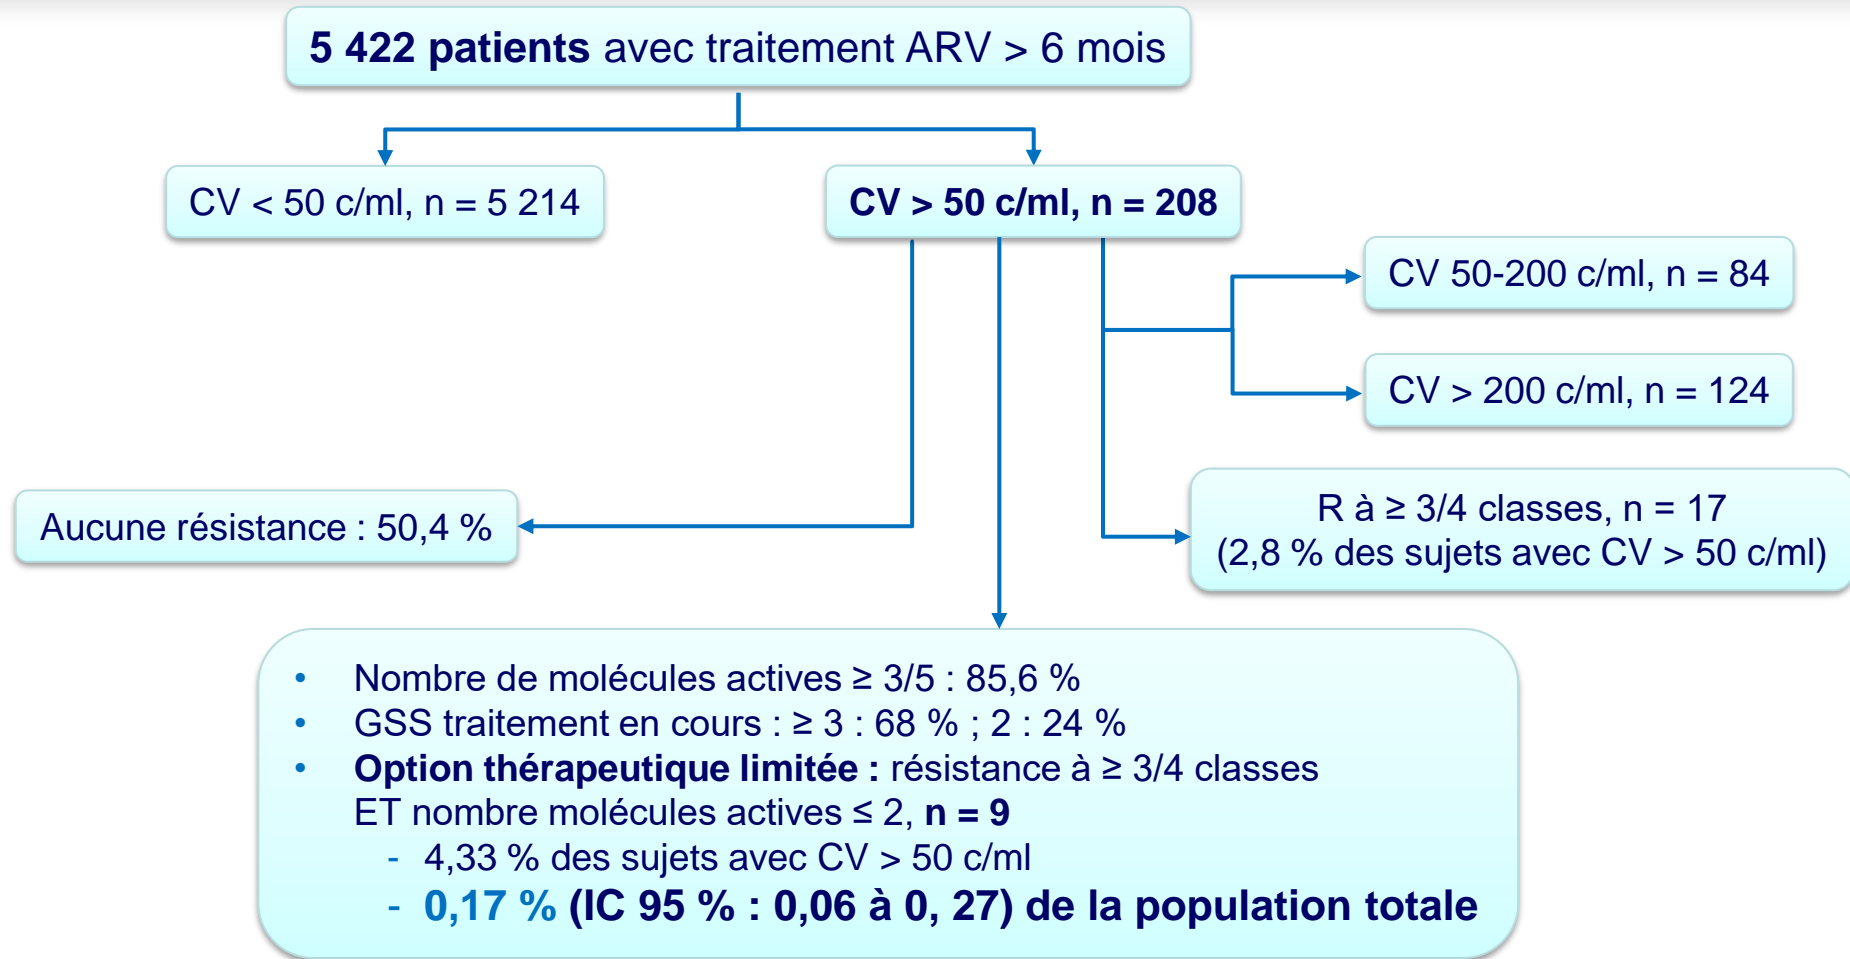 5 422 patients avec traitement ARV > 6 mois
CV < 50 c/ml, n = 5 214
CV > 50 c/ml, n = 208
CV 50-200 c/ml, n = 84
CV > 200 c/ml, n = 124
Aucune résistance : 50,4 %
R à ≥ 3/4 classes, n = 17
(2,8 % des sujets avec CV > 50 c/ml)
• Nombre de molécules actives ≥ 3/5 : 85,6 %
• GSS traitement en cours : ≥ 3 : 68 % ; 2 : 24 %
• Option thérapeutique limitée : résistance à ≥ 3/4 classes
ET nombre molécules actives ≤ 2, n = 9
- 4,33 % des sujets avec CV > 50 c/ml
- 0,17 % (IC 95 % : 0,06 à 0, 27) de la population totale